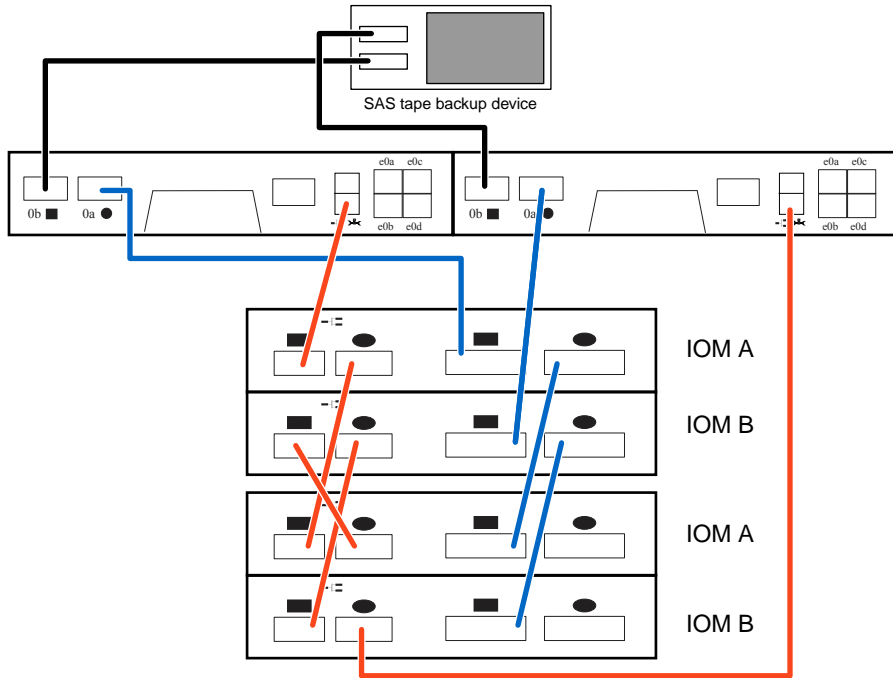 SAS tape backup device
e0a e0c
e0a e0c
0b 0a
e0b e0d
0b 0a
e0b e0d
IOM A
IOM B
IOM A
IOM B